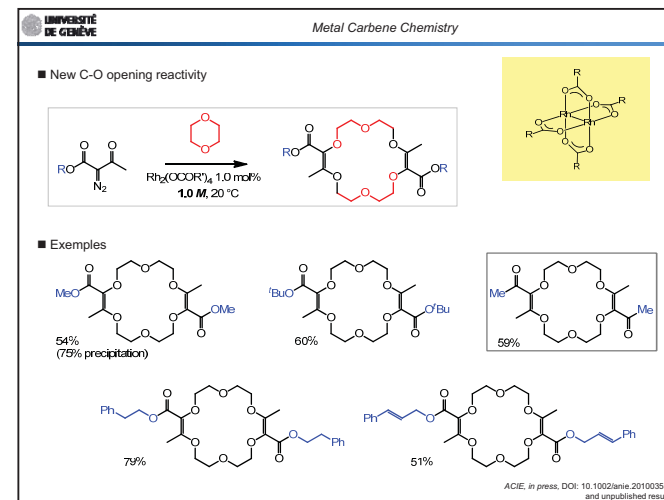 UNIVERSITÉ
DE GENÈVE
Metal Carbene Chemistry
■ New C-O opening reactivity
O O
RO
N2
O
O
Rh2(OCOR')4 1.0 mol%
1.0 M, 20 °C
O
RO
O O O
O O O
OR
O
R
O O
R
O
O Rh Rh O
O
R
O O
R
■ Exemples
O
MeO
O O O
O O O
OMe
O
54%
(75% precipitation)
O
tBuO
O O O
O O O
OtBu
O
60%
O
Me
O O O
O O O
Me
O
59%
Ph
O
O
O O O
O O O
O
O
Ph
79%
Ph
O
O
O O O
O O O
O
O
Ph
51%
ACIE, in press, DOI: 10.1002/anie.2010035
and unpublished resu